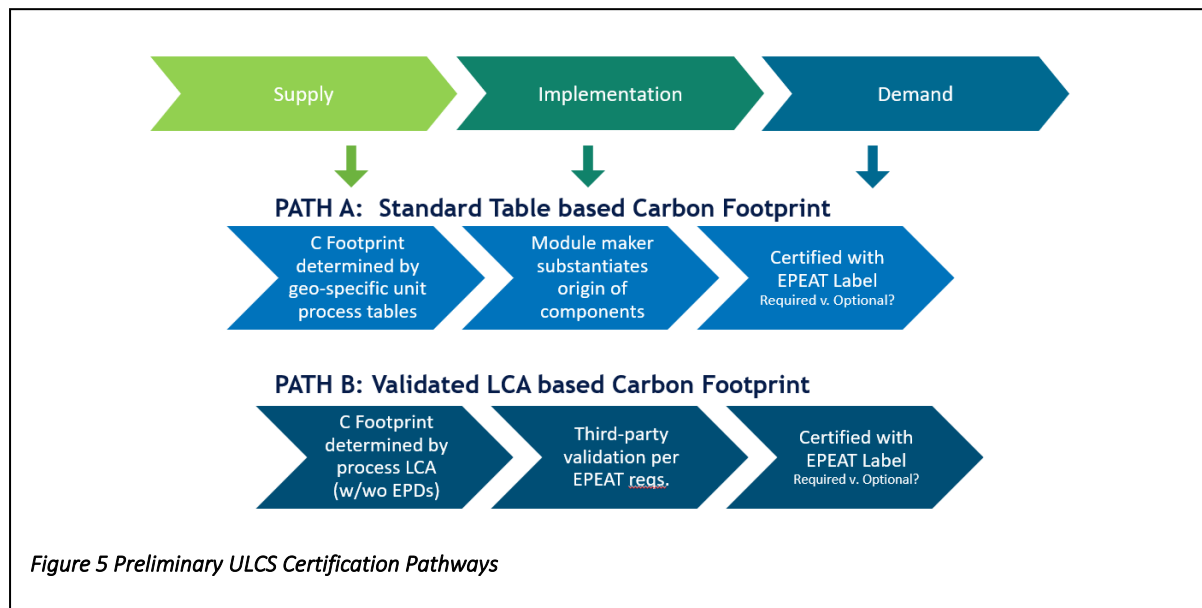 Supply
Implementation
Demand
PATH A: Standard Table based Carbon Footprint
C Footprint
determined by
geo-specific unit
process tables
Module maker
substantiates
origin of
components
Certified with
EPEAT Label
Required v. Optional?
PATH B: Validated LCA based Carbon Footprint
C Footprint
determined by
process LCA
(w/wo EPDs)
Third-party
validation per
EPEAT reqs.
Certified with
EPEAT Label
Required v. Optional?
Figure 5 Preliminary ULCS Certification Pathways